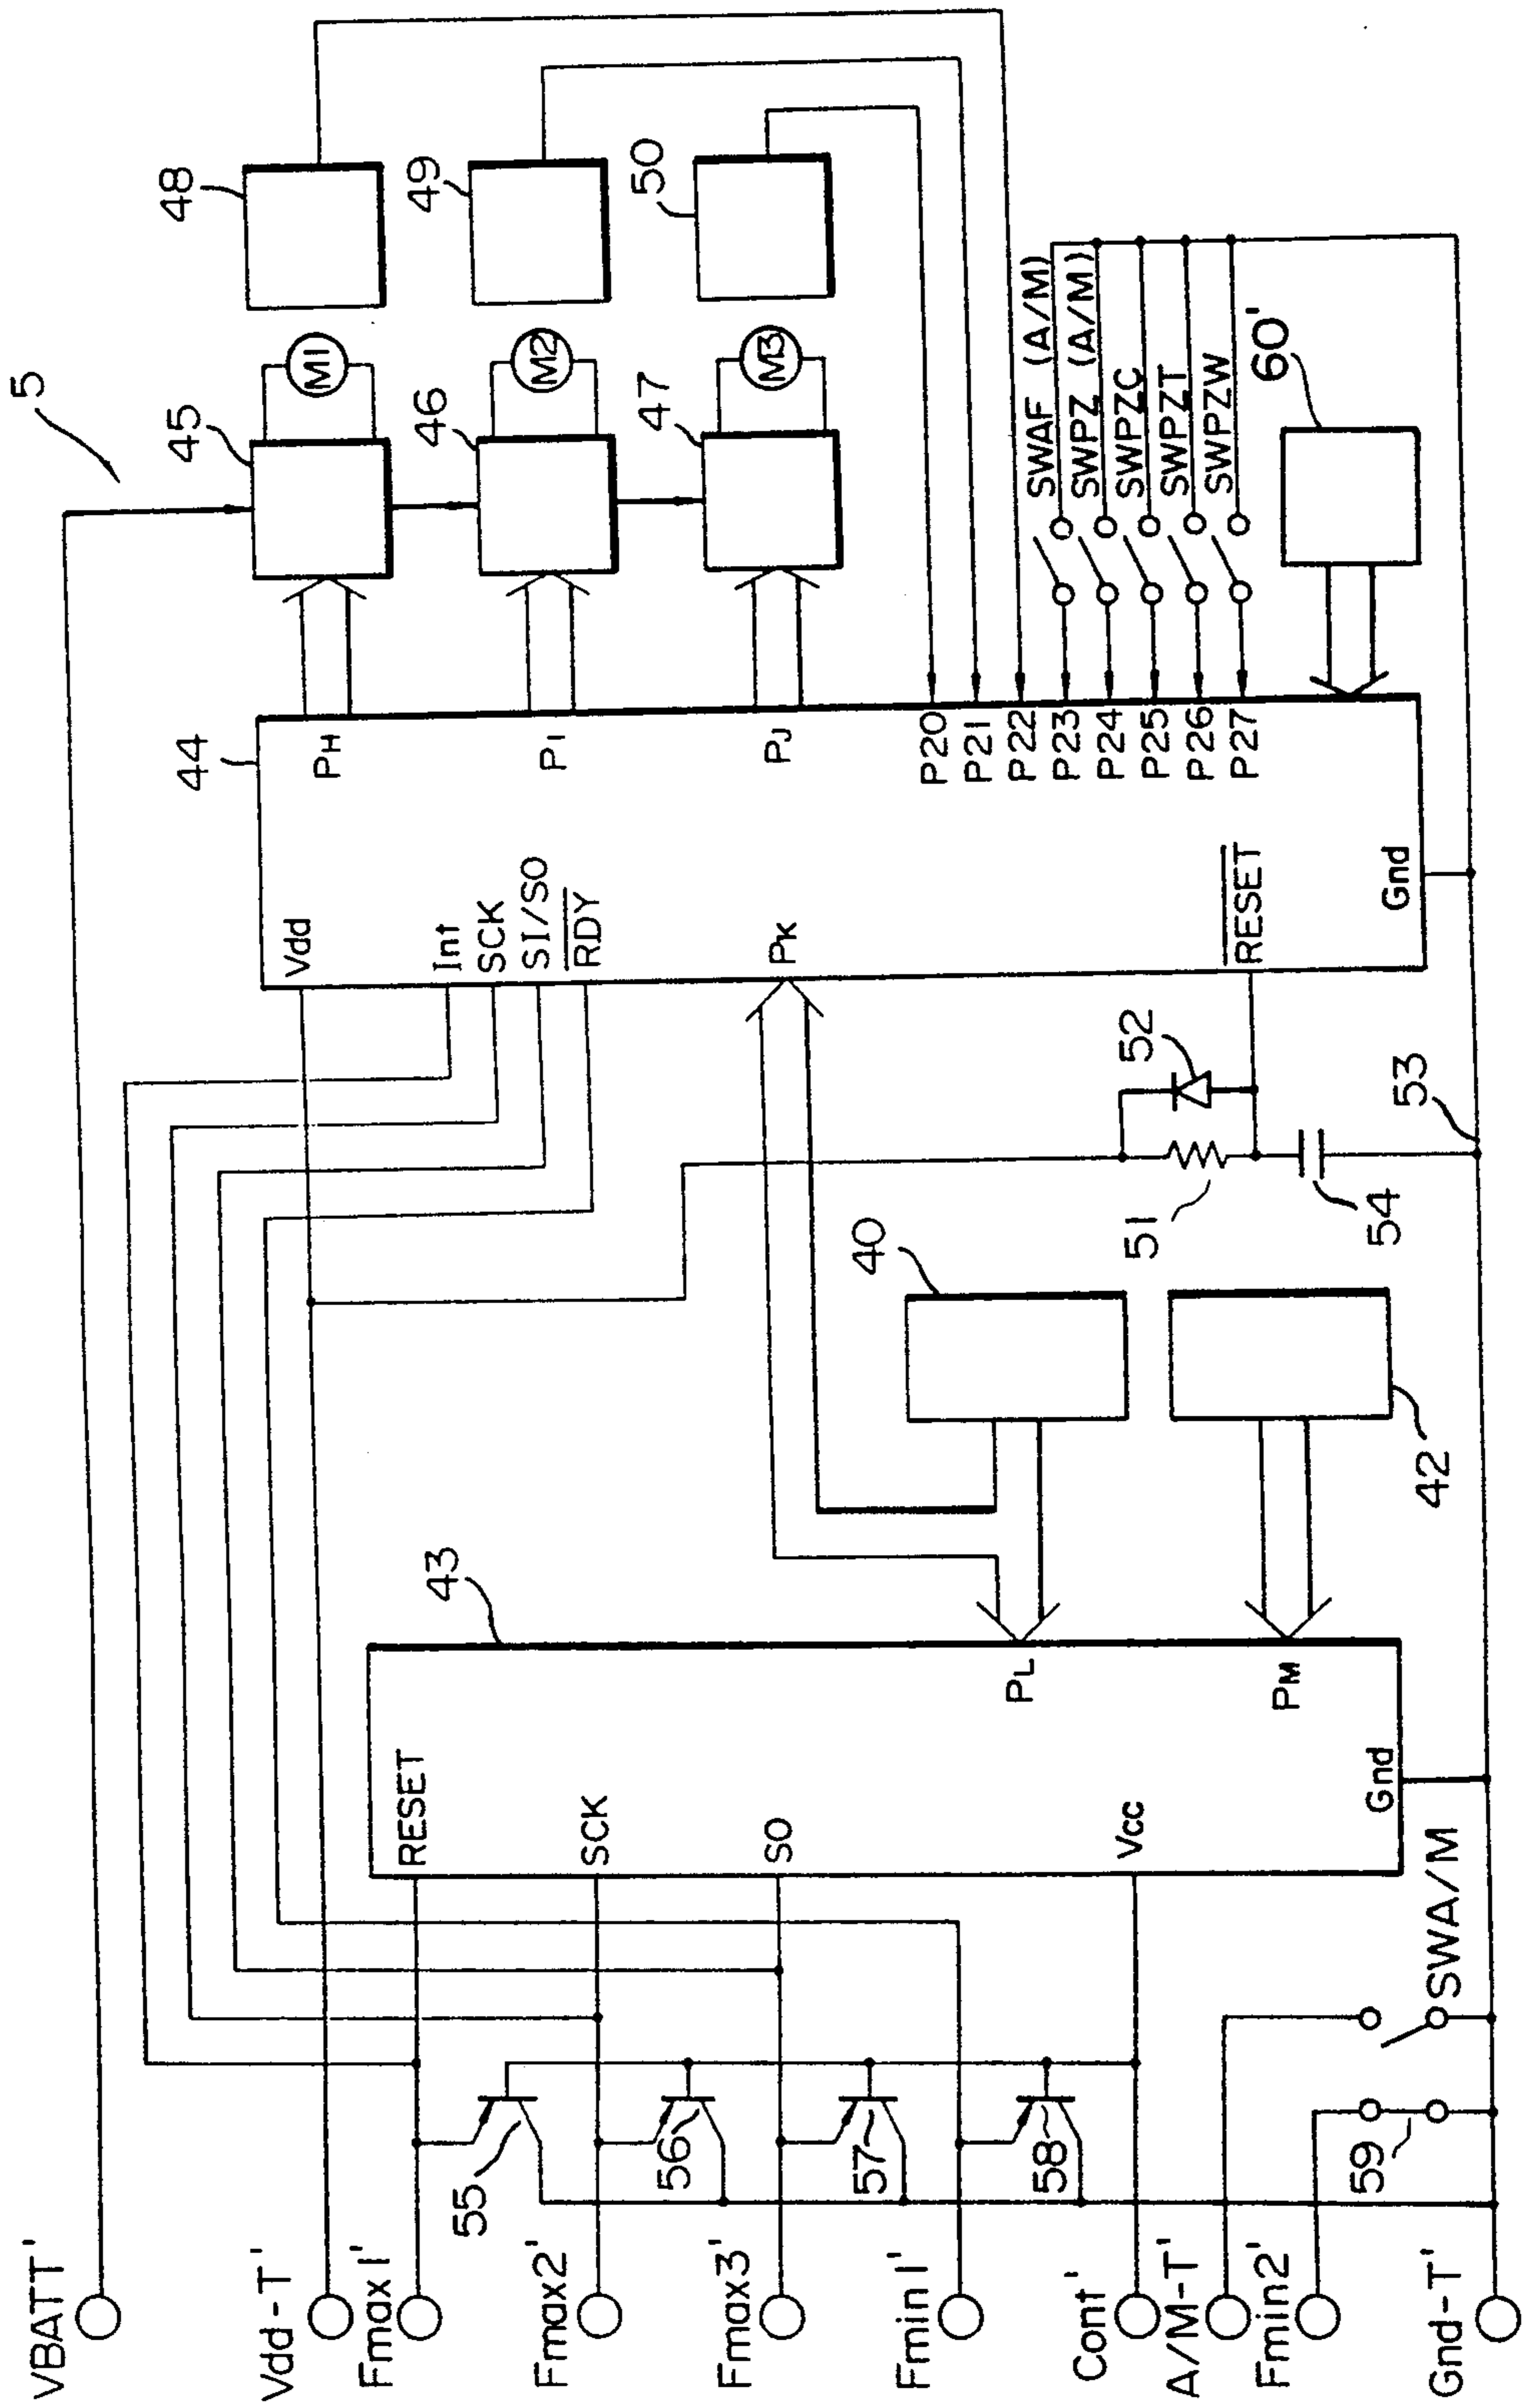 5
VBATT'
Vdd-T'
Fmax1'
Fmax2'
Fmax3'
Fmin1'
Cont'
A/M-T'
Fmin2'
Gnd-T'
55
56
57
58
59
SWA/M
43
RESET
SCK
SO
Vcc
PL
PM
Gnd
40
42
51
52
53
54
44
Vdd
Int
SCK
SI/SO
RDY
PK
RESET
Gnd
PH
PI
PJ
P20
P21
P22
P23
P24
P25
P26
P27
45
46
47
M1
M2
M3
48
49
50
SWAF (A/M)
SWPZ (A/M)
SWPZC
SWPZT
SWPZW
60'